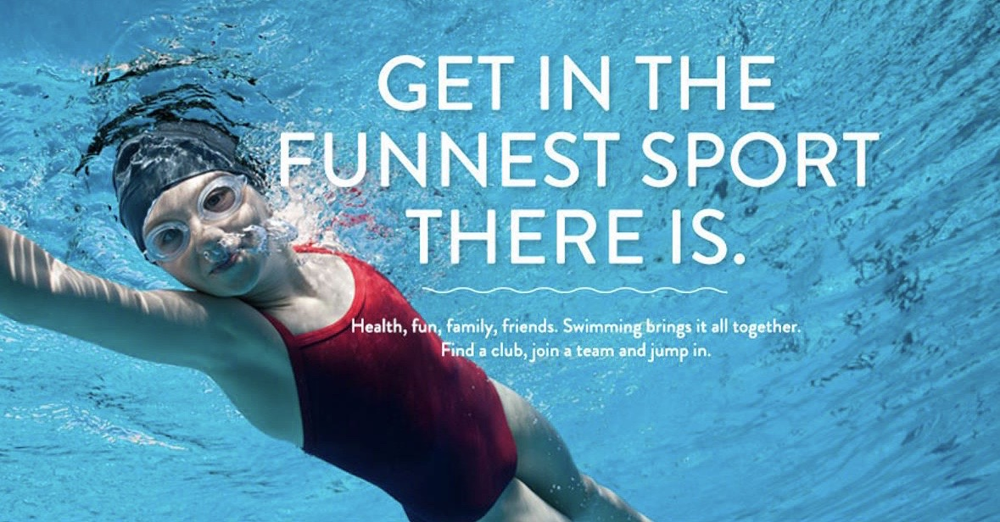 GET IN THE
FUNNEST SPORT
THERE IS.
Health, fun, family, friends. Swimming brings it all together.
Find a club, join a team and jump in.